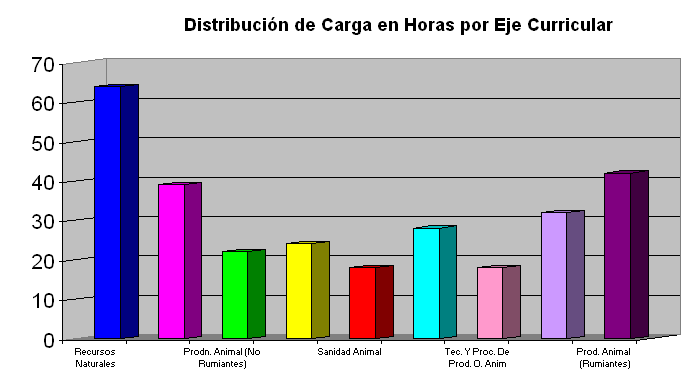 Distribución de Carga en Horas por Eje Curricular
70
60
50
40
30
20
10
0
Recursos
Naturales
Prodn. Animal (No
Rumiantes)
Sanidad Animal
Tec. Y Proc. De
Prod. O. Anim
Prod. Animal
(Rumiantes)